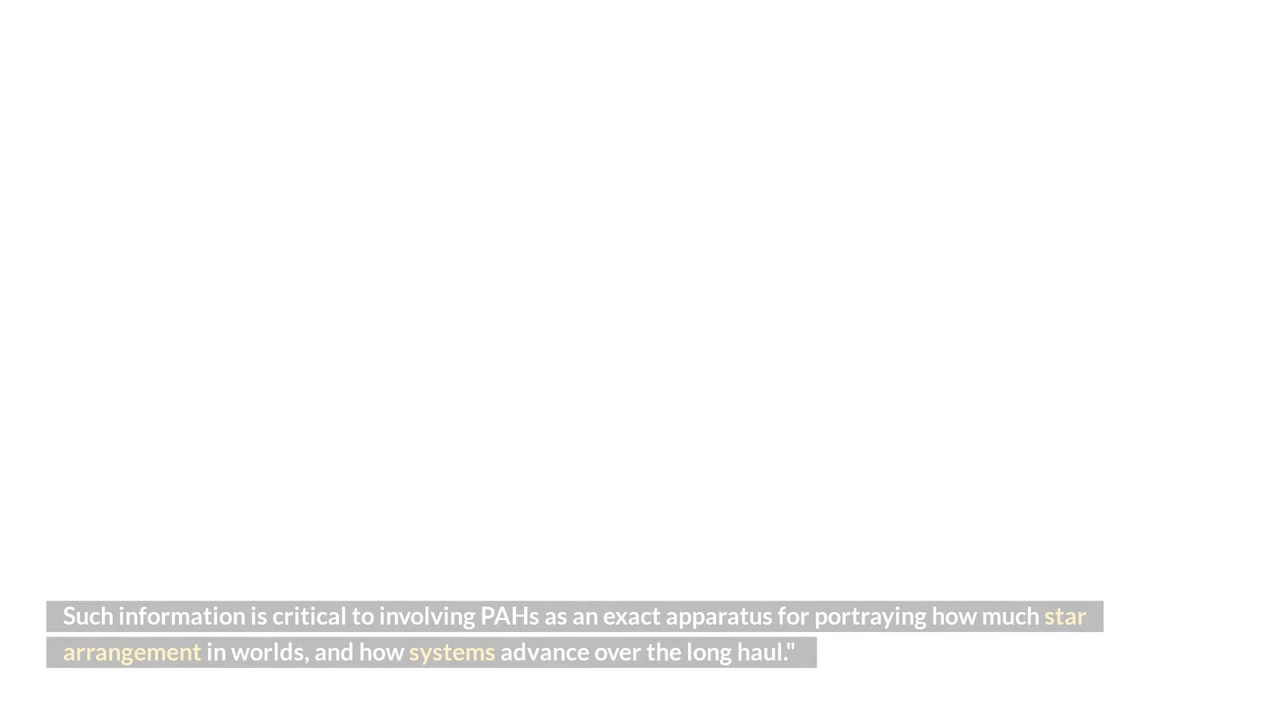 Such information is critical to involving PAHs as an exact apparatus for portraying how much star
arrangement in worlds, and how systems advance over the long haul."